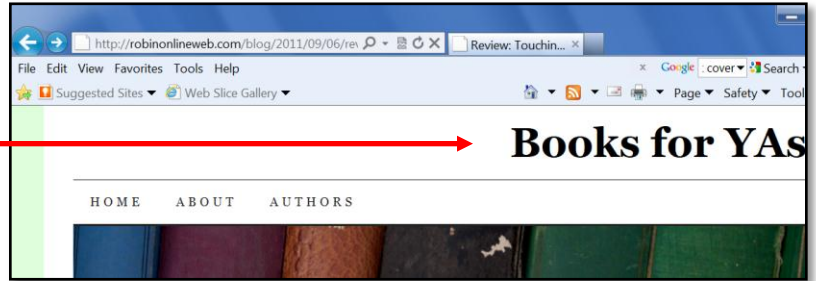 http://robinonlineweb.com/blog/2011/09/06/rev
Review: Touchin...
File Edit View Favorites Tools Help
x Google cover Search
Suggested Sites Web Slice Gallery
Page Safety Tool
Books for YAs
HOME ABOUT AUTHORS